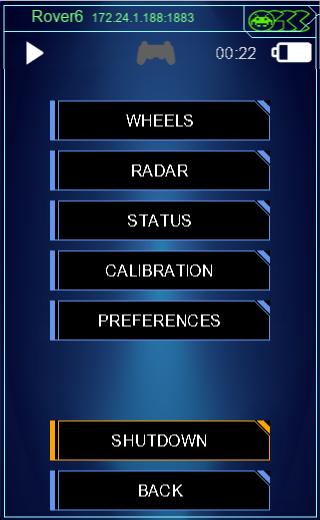 Rover6 172.24.1.188:1883
00:22
WHEELS
RADAR
STATUS
CALIBRATION
PREFERENCES
SHUTDOWN
BACK